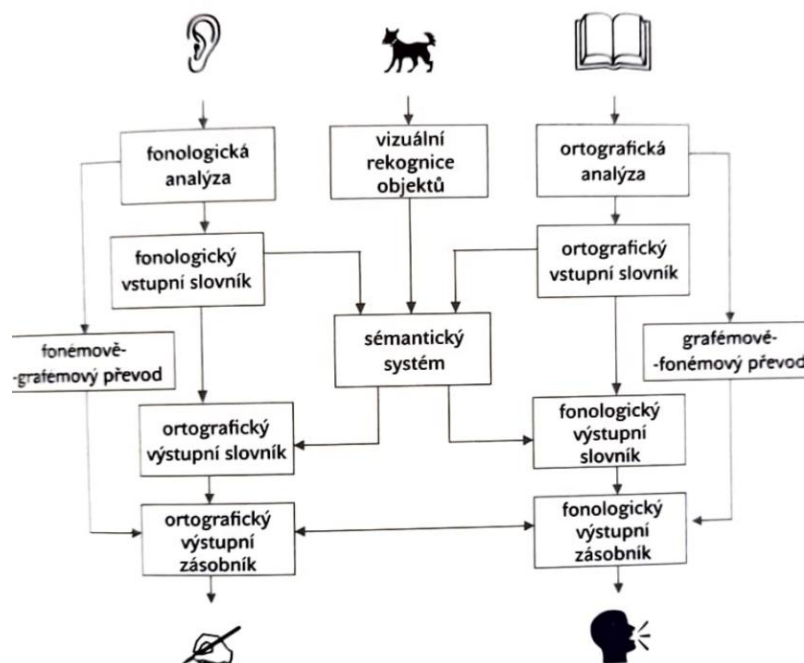 fonologická
analýza
vizuální
rekognice
objektů
ortografická
analýza
fonologický
vstupní slovník
ortografický
vstupní slovník
fonémově-
-grafémový převod
sémantický
systém
grafémově-
-fonémový převod
ortografický
výstupní slovník
fonologický
výstupní
slovník
ortografický
výstupní
zásobník
fonologický
výstupní
zásobník